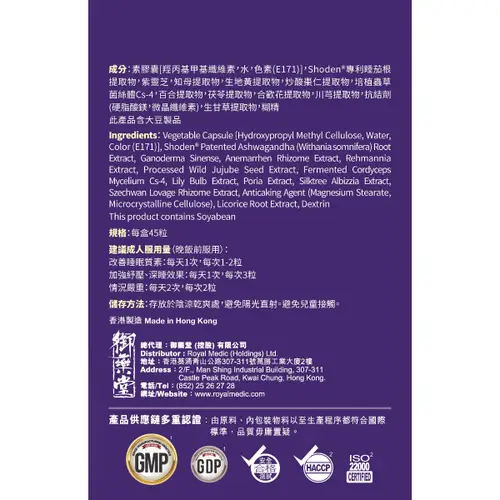 成分:素膠囊[羥丙基甲基纖維素,水,色素(E171)],Shoden®專利睡茄根
提取物,紫靈芝,知母提取物,生地黃提取物,炒酸棗仁提取物,培植蟲草
菌絲體Cs-4,百合提取物,茯苓提取物,合歡花提取物,川芎提取物,抗結劑
(硬脂酸鎂,微晶纖維素),生甘草提取物,糊精
此產品含大豆製品
Ingredients: Vegetable Capsule [Hydroxypropyl Methyl Cellulose, Water,
Color (E171)], Shoden® Patented Ashwagandha (Withania somnifera) Root
Extract, Ganoderma Sinense, Anemarrhen Rhizome Extract, Rehmannia
Extract, Processed Wild Jujube Seed Extract, Fermented Cordyceps
Mycelium Cs-4, Lily Bulb Extract, Poria Extract, Silktree Albizzia Extract,
Szechwan Lovage Rhizome Extract, Anticaking Agent (Magnesium Stearate,
Microcrystalline Cellulose), Licorice Root Extract, Dextrin
This product contains Soyabean
規格:每盒45粒
建議成人服用量(晚飯前服用):
改善睡眠質素:每天1次,每次1-2粒
加強紓壓、深睡效果:每天1次,每次3粒
情況嚴重:每天2次,每次2粒
儲存方法:存放於陰涼乾爽處,避免陽光直射。避免兒童接觸。
香港製造 Made in Hong Kong
御藥堂
總代理:御藥堂 (控股) 有限公司
Distributor : Royal Medic (Holdings) Ltd.
地址:香港葵涌青山公路307-311號萬勝工業大廈2樓
Address : 2/F., Man Shing Industrial Building, 307-311
Castle Peak Road, Kwai Chung, Hong Kong.
電話/Tel : (852) 25 26 27 28
網址/Website : www.royalmedic.com
產品供應鏈多重認證:由原料、內包裝物料以至生產程序都符合國際
標準,品質毋庸置疑。
GMP 1
GDP 1
安全
合格
HACCP 2
ISO 2
22000
CERTIFIED